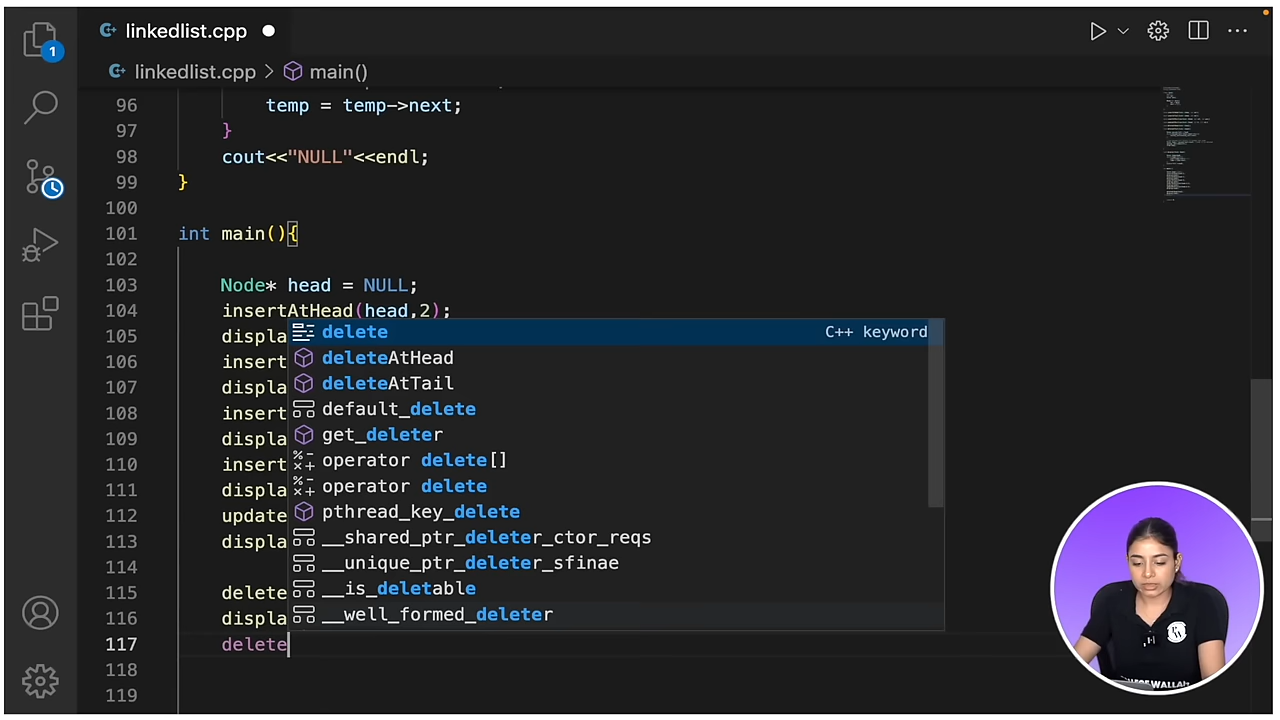 linkedlist.cpp
linkedlist.cpp > main()
1
96 temp = temp->next;
97 }
98 cout<<"NULL"<<endl;
99 }
100
101 int main(){
102
103 Node* head = NULL;
104 insertAtHead(head,2);
105 displa
106 insert
107 displa
108 insert
109 displa
110 insert
111 displa
112 update
113 displa
114
115 delete
116 displa
117 delete
118
119
delete C++ keyword
deleteAtHead
deleteAtTail
default_delete
get_deleter
operator delete[]
operator delete
pthread_key_delete
__shared_ptr_deleter_ctor_reqs
__unique_ptr_deleter_sfinae
__is_deletable
__well_formed_deleter